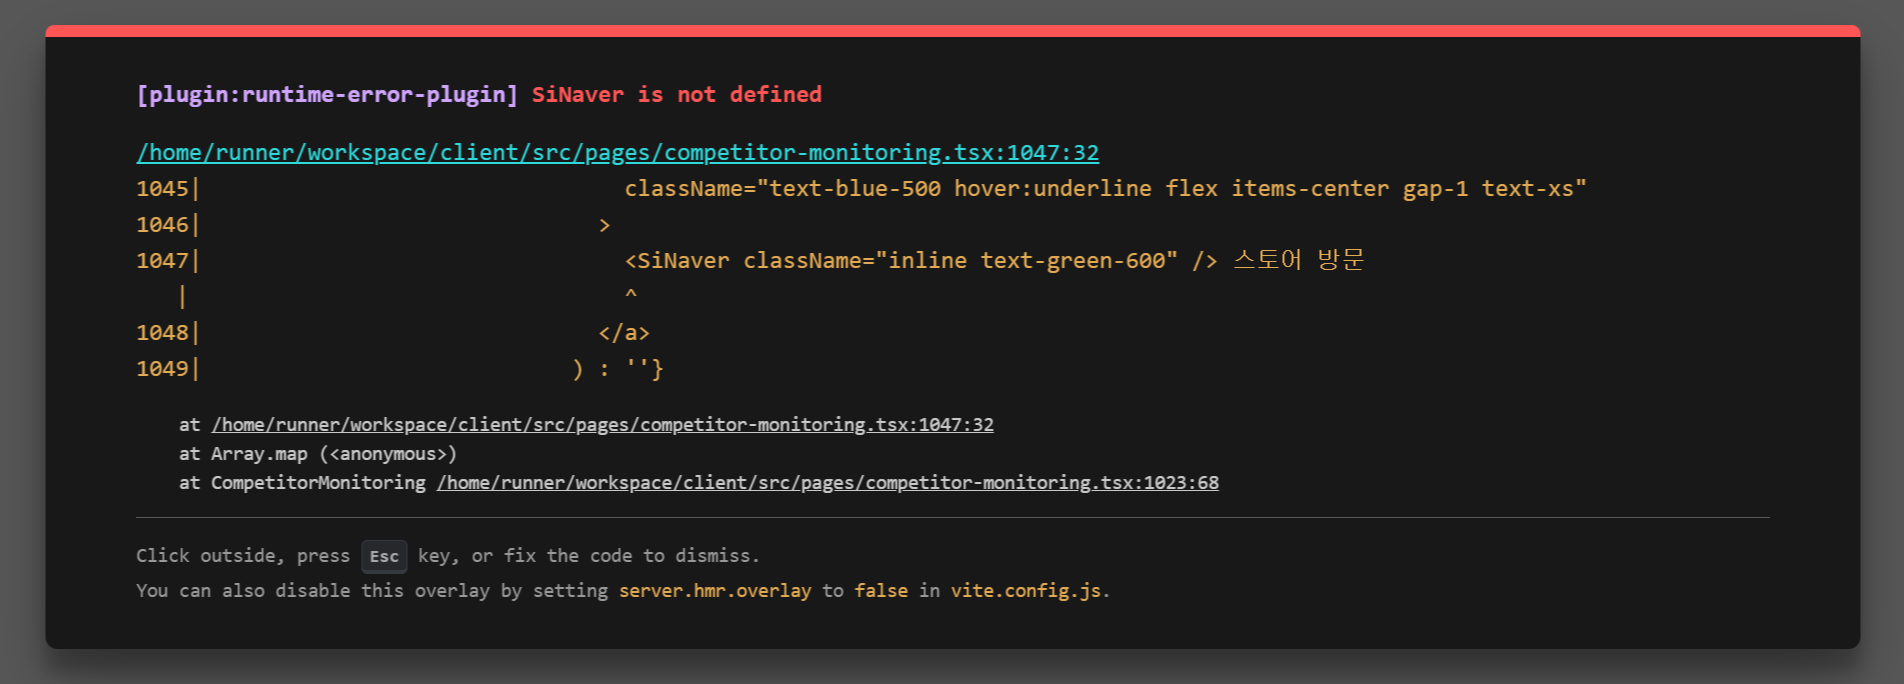 [plugin:runtime-error-plugin] SiNaver is not defined
/home/runner/workspace/client/src/pages/competitor-monitoring.tsx:1047:32
1045|                                className="text-blue-500 hover:underline flex items-center gap-1 text-xs"
1046|                              >
1047|                                <SiNaver className="inline text-green-600" /> 스토어 방문
   |                                ^
1048|                              </a>
1049|                            ) : ''}
at /home/runner/workspace/client/src/pages/competitor-monitoring.tsx:1047:32
at Array.map (<anonymous>)
at CompetitorMonitoring /home/runner/workspace/client/src/pages/competitor-monitoring.tsx:1023:68
Click outside, press Esc key, or fix the code to dismiss.
You can also disable this overlay by setting server.hmr.overlay to false in vite.config.js.